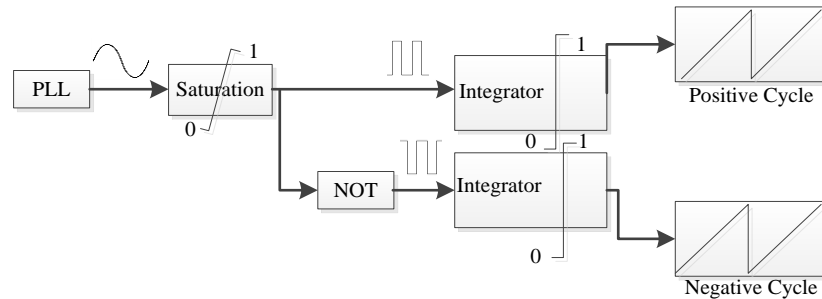 PLL
Saturation
1
0
Integrator
1
0
Positive Cycle
NOT
Integrator
1
0
Negative Cycle